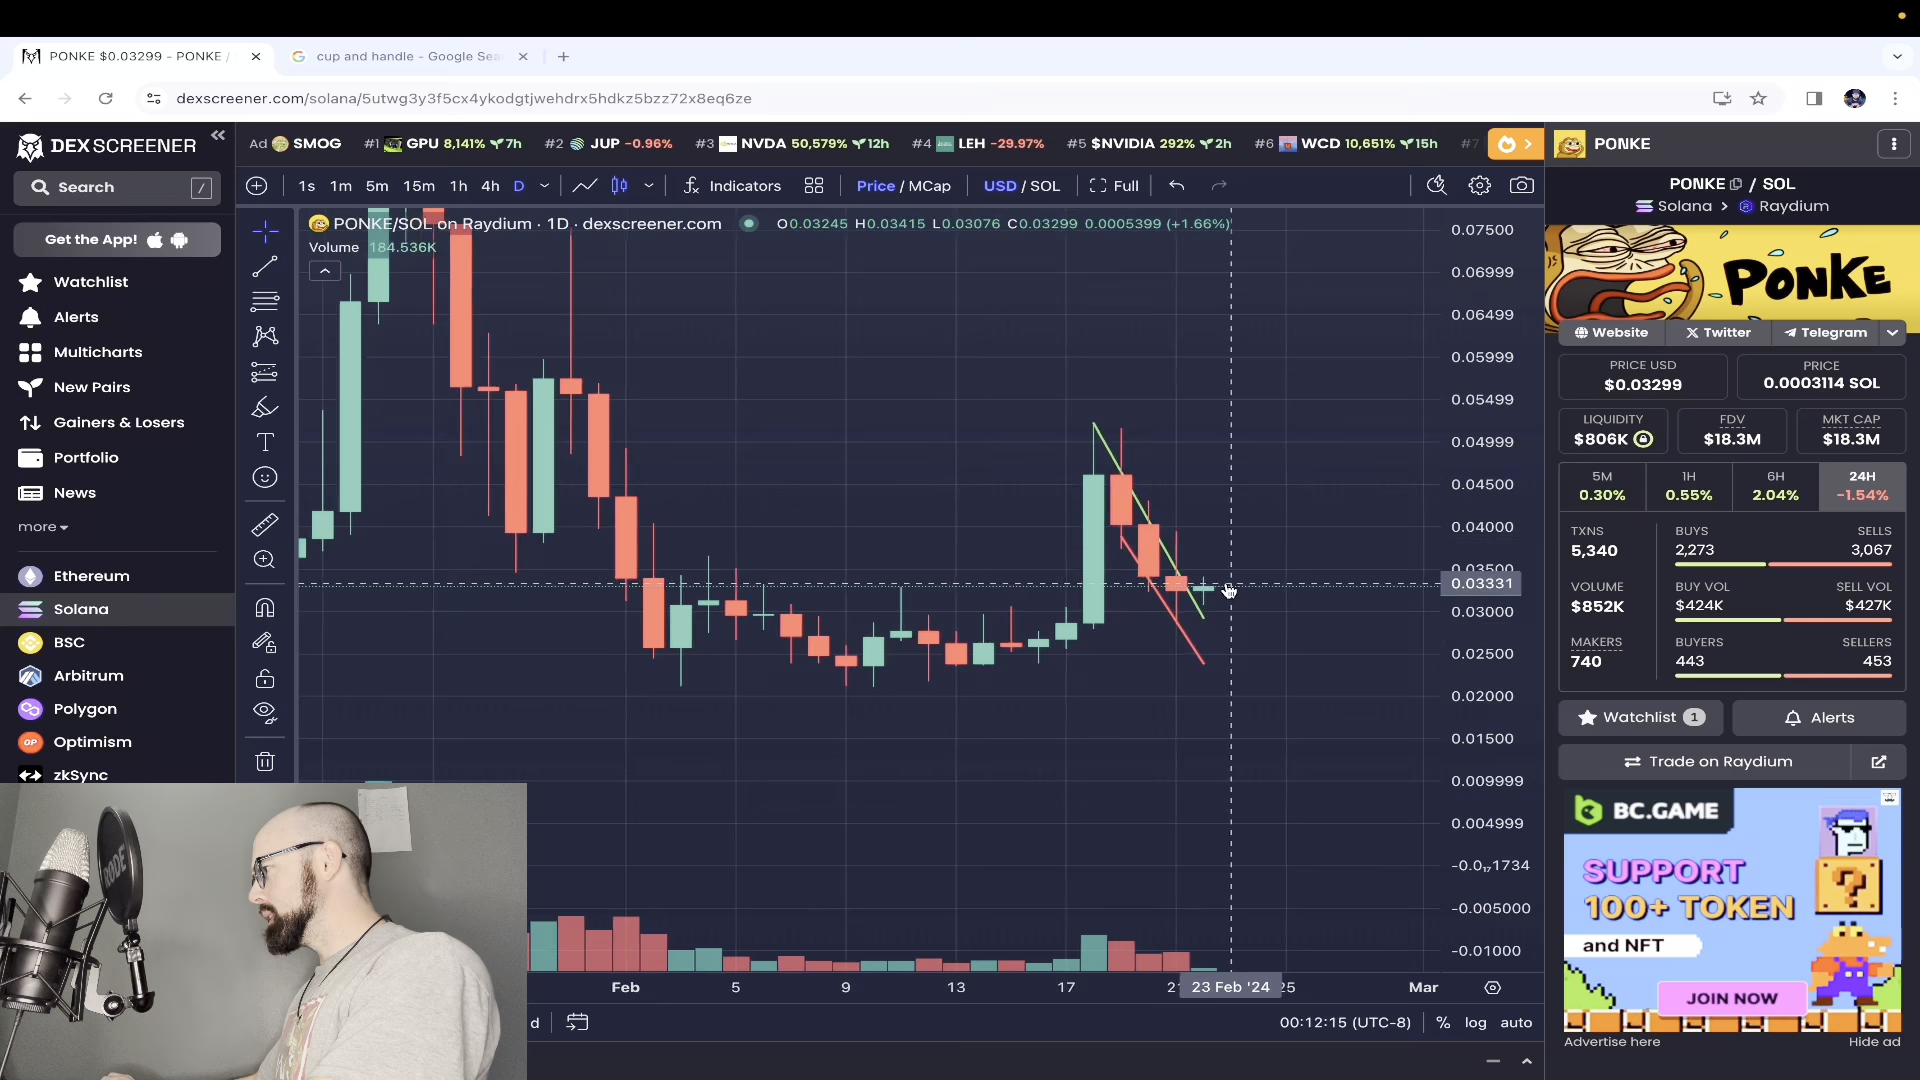 PONKE $0.03299 - PONKE /
cup and handle - Google Sea
dexscreener.com/solana/5utwg3y3f5cx4ykodgtjwehdrx5hdkz5bzz72x8eq6ze
DEXSCREENER
Ad SMOG #1 GPU 8,141% 7h #2 JUP -0.96% #3 NVDA 50,579% 12h #4 LEH -29.97% #5 $NVIDIA 292% 2h #6 WCD 10,651% 15h #7
PONKE
Search /
1s 1m 5m 15m 1h 4h D Indicators Price / MCap USD / SOL Full
PONKE / SOL
Solana > Raydium
PONKE/SOL on Raydium · 1D · dexscreener.com O0.03245 H0.03415 L0.03076 C0.03299 0.0005399 (+1.66%)
Volume 184.536K
Get the App!
Watchlist
Alerts
Multicharts
New Pairs
Gainers & Losers
Portfolio
News
more
Ethereum
Solana
BSC
Arbitrum
Polygon
Optimism
zkSync
T
0.07500
0.06999
0.06499
0.05999
0.05499
0.04999
0.04500
0.04000
0.03500
0.03331
0.03000
0.02500
0.02000
0.01500
0.009999
0.004999
-0.0₁₇1734
-0.005000
-0.01000
Feb 5 9 13 17 21 23 Feb '24 25 Mar
d 00:12:15 (UTC-8) % log auto
PONKE
Website Twitter Telegram
PRICE USD
$0.03299
PRICE
0.0003114 SOL
LIQUIDITY
$806K
FDV
$18.3M
MKT CAP
$18.3M
5M
0.30%
1H
0.55%
6H
2.04%
24H
-1.54%
TXNS
5,340
BUYS SELLS
2,273 3,067
VOLUME
$852K
BUY VOL SELL VOL
$424K $427K
MAKERS
740
BUYERS SELLERS
443 453
Watchlist 1 Alerts
Trade on Raydium
BC.GAME
SUPPORT
100+ TOKEN
and NFT
JOIN NOW
Advertise here Hide ad
RODE